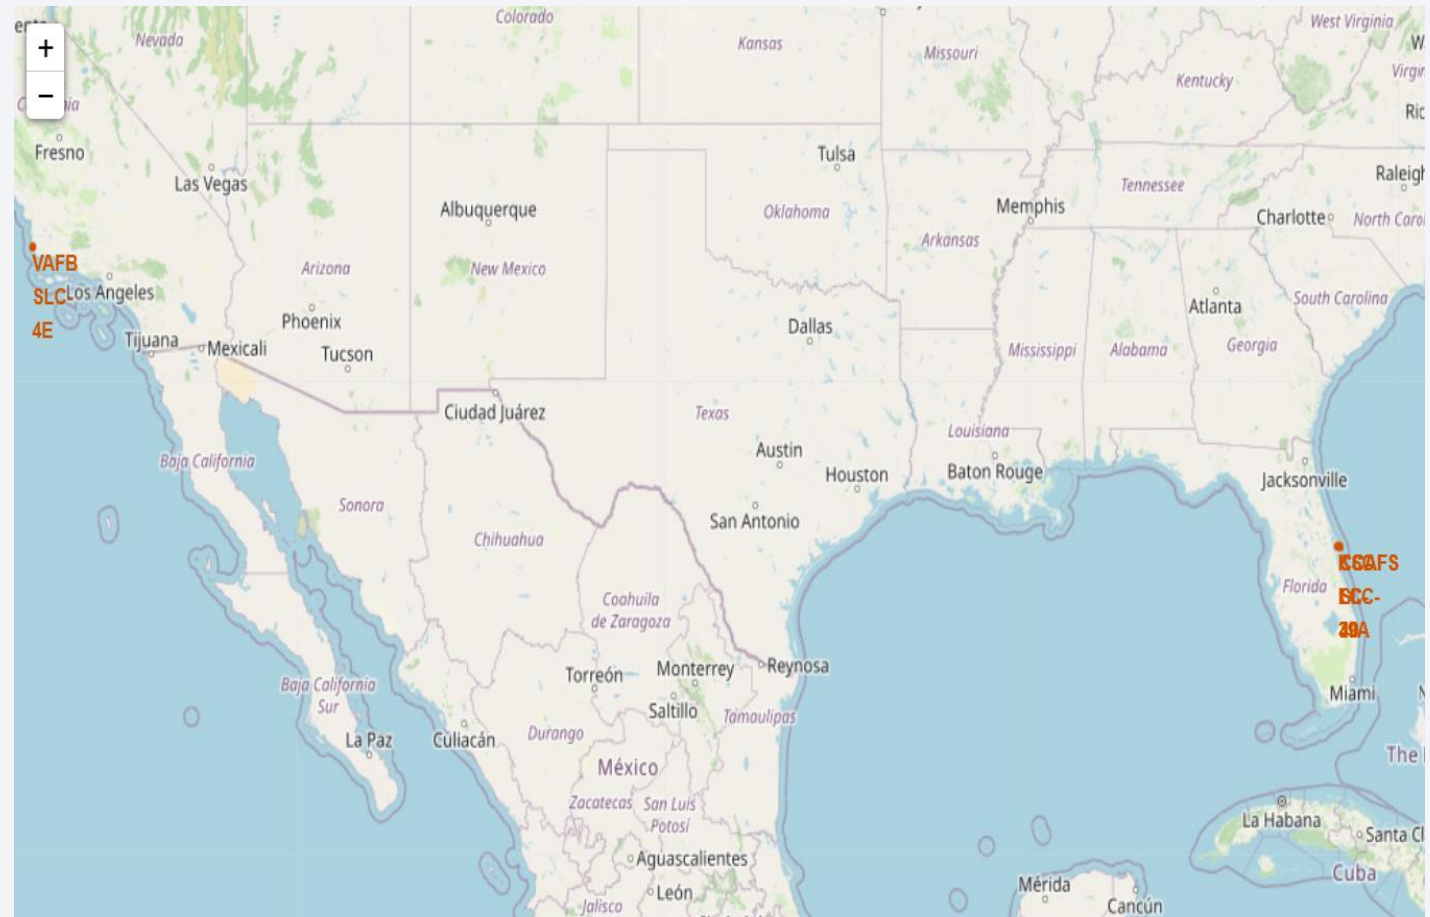 +
−
Nevada
Colorado
Kansas
Missouri
West Virginia
Kentucky
Fresno
Las Vegas
Tulsa
Albuquerque
Oklahoma
Memphis
Tennessee
Charlotte
Arkansas
VAFB
SLC-
4E
Los Angeles
Arizona
New Mexico
Phoenix
Tucson
Dallas
Atlanta
South Carolina
Tijuana
Mexicali
Mississippi
Alabama
Georgia
Ciudad Juárez
Texas
Louisiana
Austin
Houston
Baton Rouge
Jacksonville
Baja California
Sonora
San Antonio
Chihuahua
Florida
Coahuila
de Zaragoza
Torreón
Monterrey
Reynosa
Saltillo
Tamaulipas
Miami
Baja California
Sur
La Paz
Culiacán
Durango
México
Zacatecas
San Luis
Potosí
La Habana
Cuba
Aguascalientes
León
Jalisco
Mérida
Cancún
The